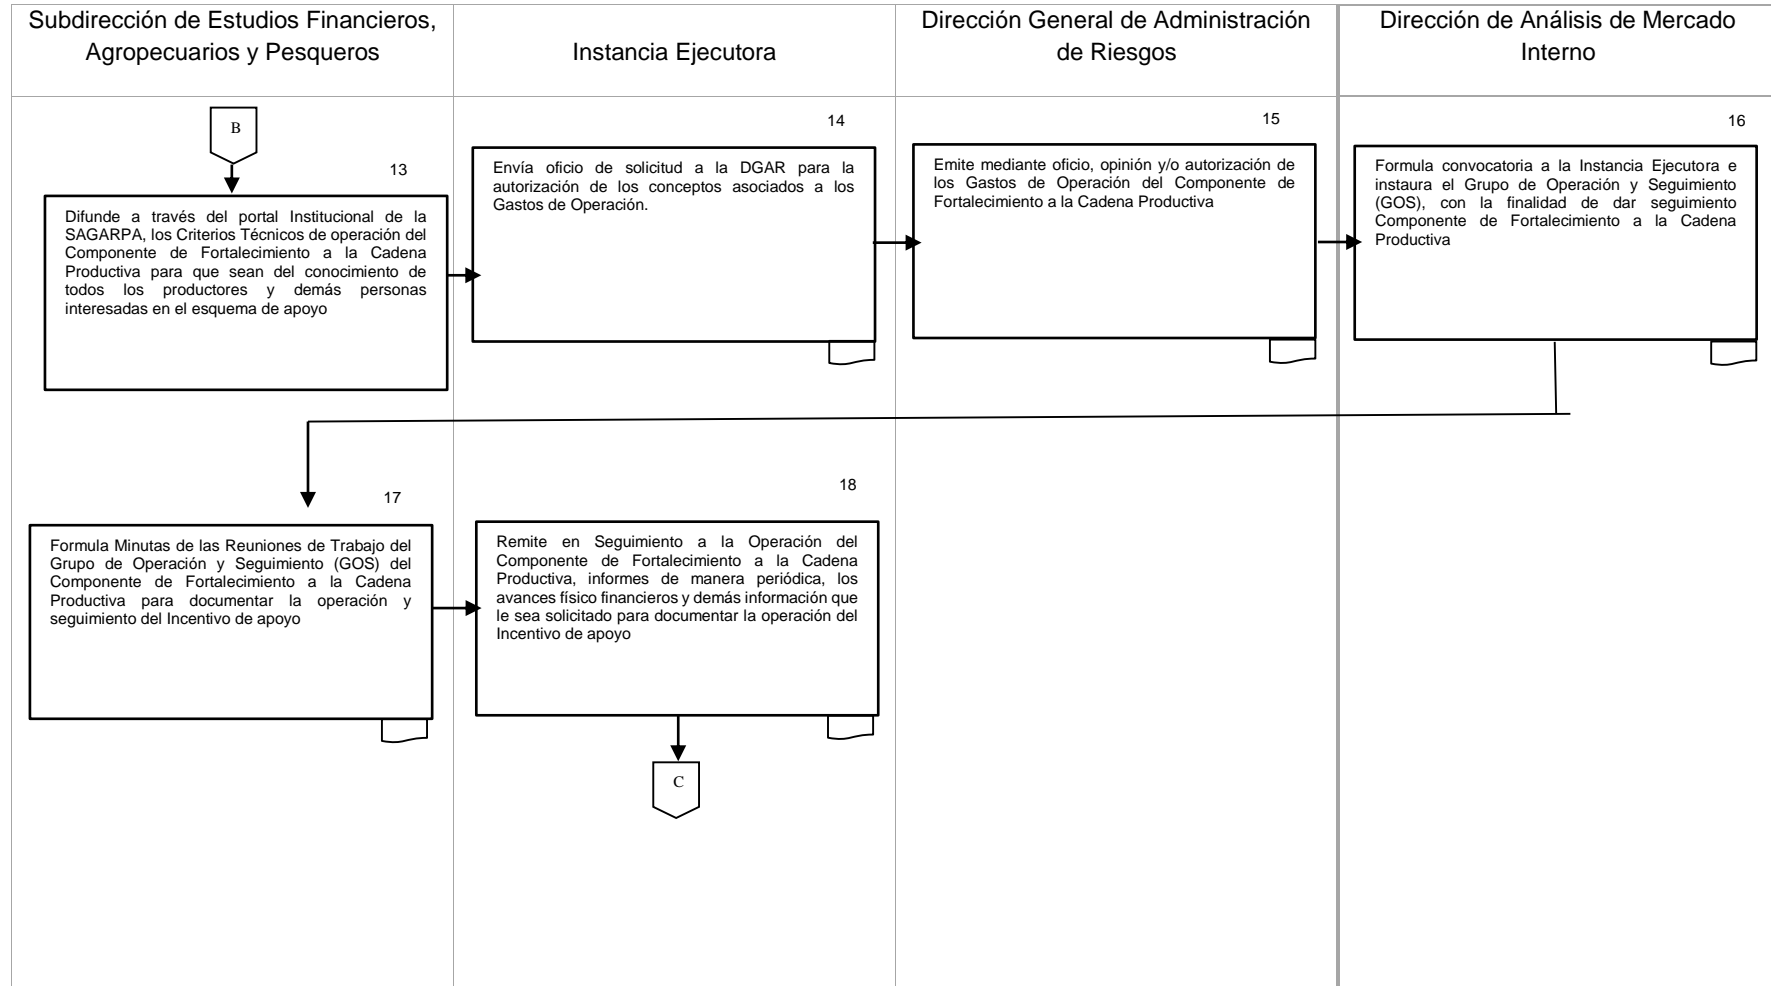 Subdirección de Estudios Financieros,
Agropecuarios y Pesqueros
Instancia Ejecutora
Dirección General de Administración
de Riesgos
Dirección de Análisis de Mercado
Interno
B
13
Difunde a través del portal Institucional de la
SAGARPA, los Criterios Técnicos de operación del
Componente de Fortalecimiento a la Cadena
Productiva para que sean del conocimiento de
todos los productores y demás personas
interesadas en el esquema de apoyo
14
Envía oficio de solicitud a la DGAR para la
autorización de los conceptos asociados a los
Gastos de Operación.
15
Emite mediante oficio, opinión y/o autorización de
los Gastos de Operación del Componente de
Fortalecimiento a la Cadena Productiva
16
Formula convocatoria a la Instancia Ejecutora e
instaura el Grupo de Operación y Seguimiento
(GOS), con la finalidad de dar seguimiento
Componente de Fortalecimiento a la Cadena
Productiva
17
Formula Minutas de las Reuniones de Trabajo del
Grupo de Operación y Seguimiento (GOS) del
Componente de Fortalecimiento a la Cadena
Productiva para documentar la operación y
seguimiento del Incentivo de apoyo
18
Remite en Seguimiento a la Operación del
Componente de Fortalecimiento a la Cadena
Productiva, informes de manera periódica, los
avances físico financieros y demás información que
le sea solicitado para documentar la operación del
Incentivo de apoyo
C